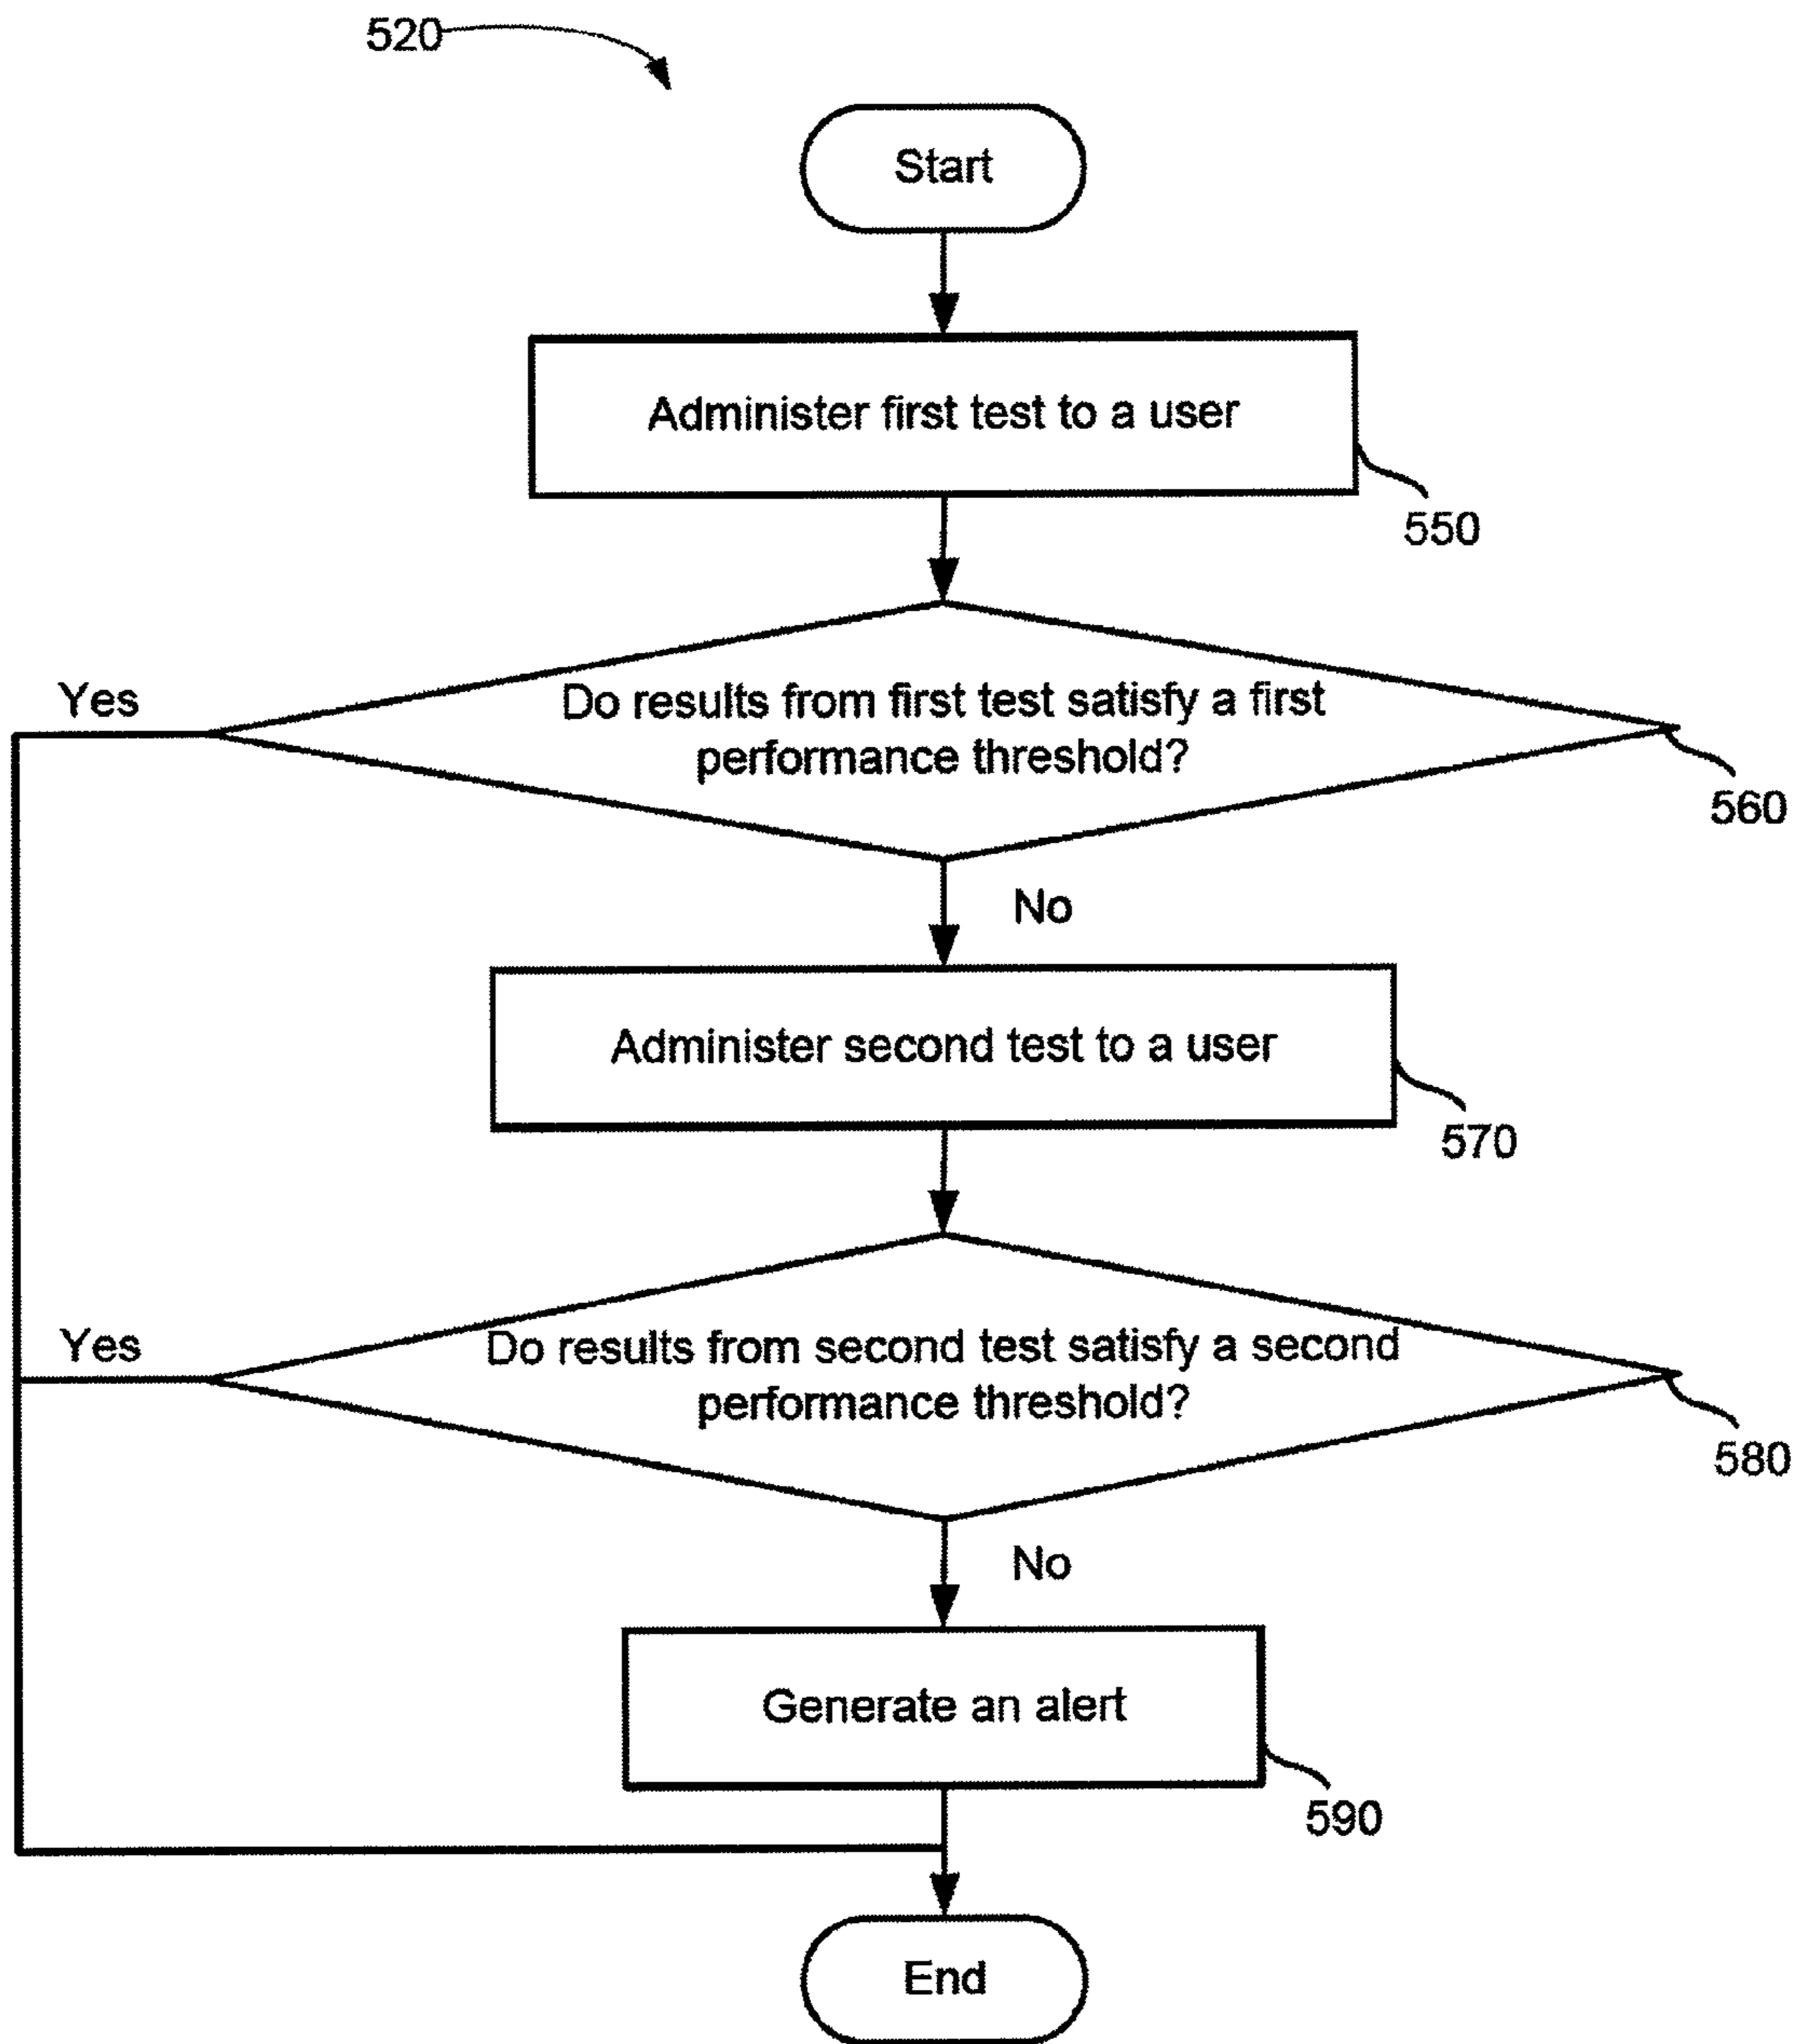 520
Start
Administer first test to a user
550
Do results from first test satisfy a first
performance threshold?
Yes
560
No
Administer second test to a user
570
Do results from second test satisfy a second
performance threshold?
Yes
580
No
Generate an alert
590
End